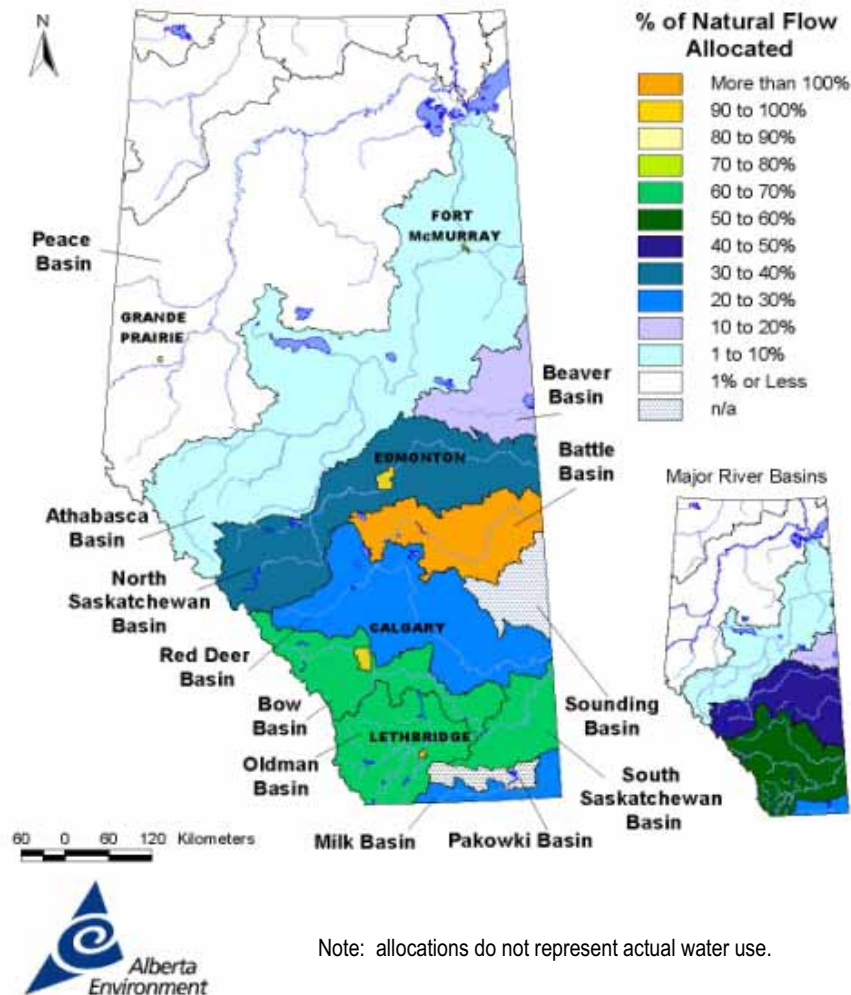 N
% of Natural Flow
Allocated
More than 100%
90 to 100%
80 to 90%
70 to 80%
60 to 70%
50 to 60%
40 to 50%
30 to 40%
20 to 30%
10 to 20%
1 to 10%
1% or Less
n/a
Peace
Basin
FORT
McMURRAY
GRANDE
PRAIRIE
Beaver
Basin
EDMONTON
Battle
Basin
Major River Basins
Athabasca
Basin
North
Saskatchewan
Basin
Red Deer
Basin
CALGARY
Bow
Basin
Sounding
Basin
Oldman
Basin
LETHBRIDGE
South
Saskatchewan
Basin
Milk Basin
Pakowki Basin
60 0 60 120 Kilometers
Alberta
Environment
Note: allocations do not represent actual water use.